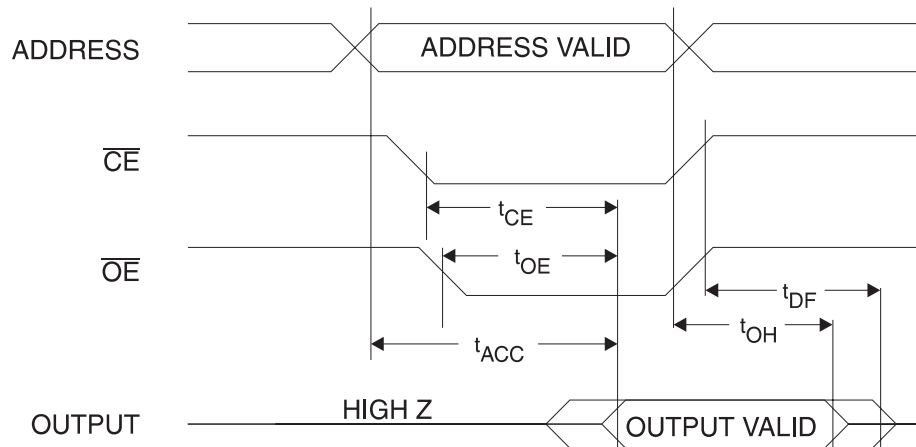 ADDRESS
ADDRESS VALID
CE
tCE
OE
tOE
tDF
tOH
tACC
OUTPUT
HIGH Z
OUTPUT VALID